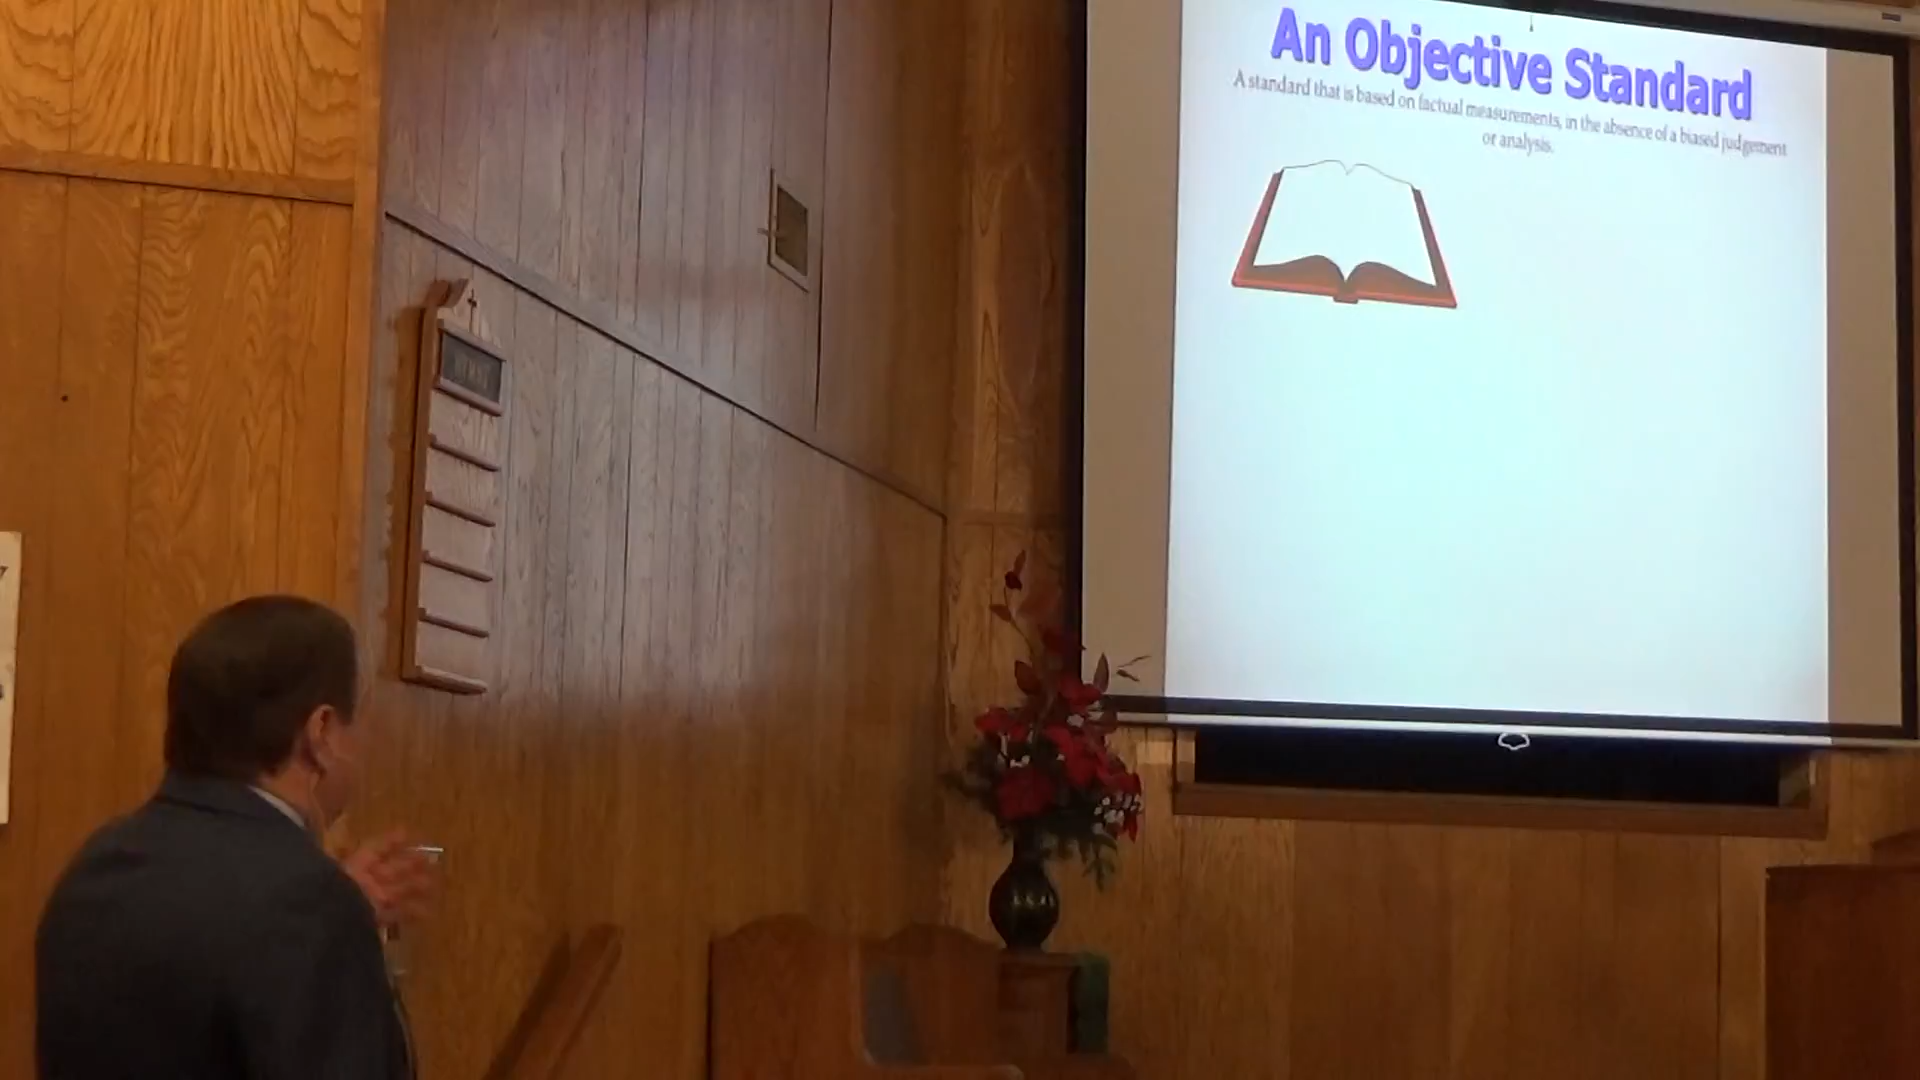 An Objective Standard
A standard that is based on factual measurements, in the absence of a biased judgement
or analysis.